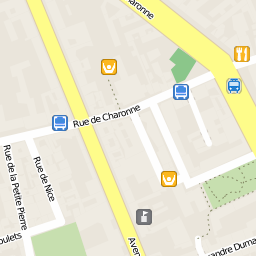 Charonne
Rue de Charonne
Rue de la Petite Pierre
Rue de Nice
oulets
Aven
andre Duma